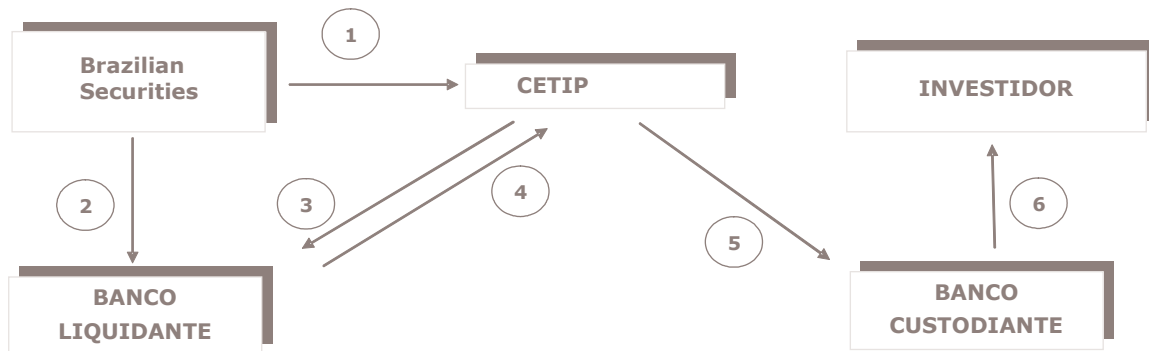 1
Brazilian
Securities
CETIP
INVESTIDOR
2
3
4
5
6
BANCO
LIQUIDANTE
BANCO
CUSTODIANTE